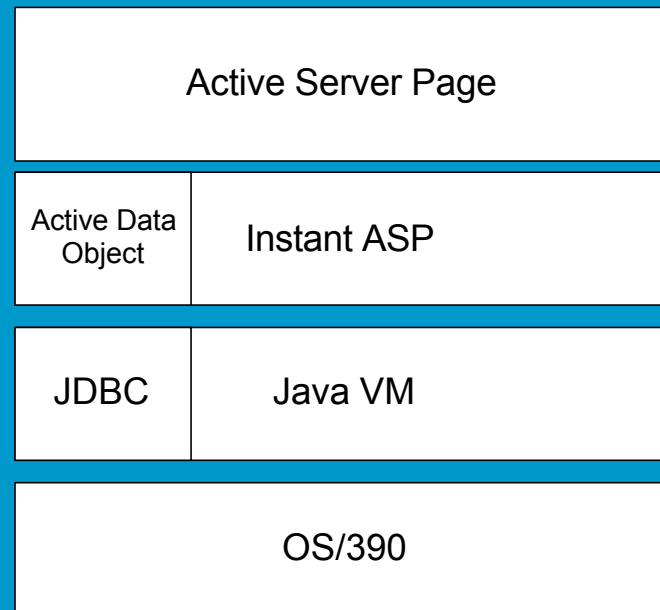 Active Server Page
Active Data
Object
Instant ASP
JDBC
Java VM
OS/390